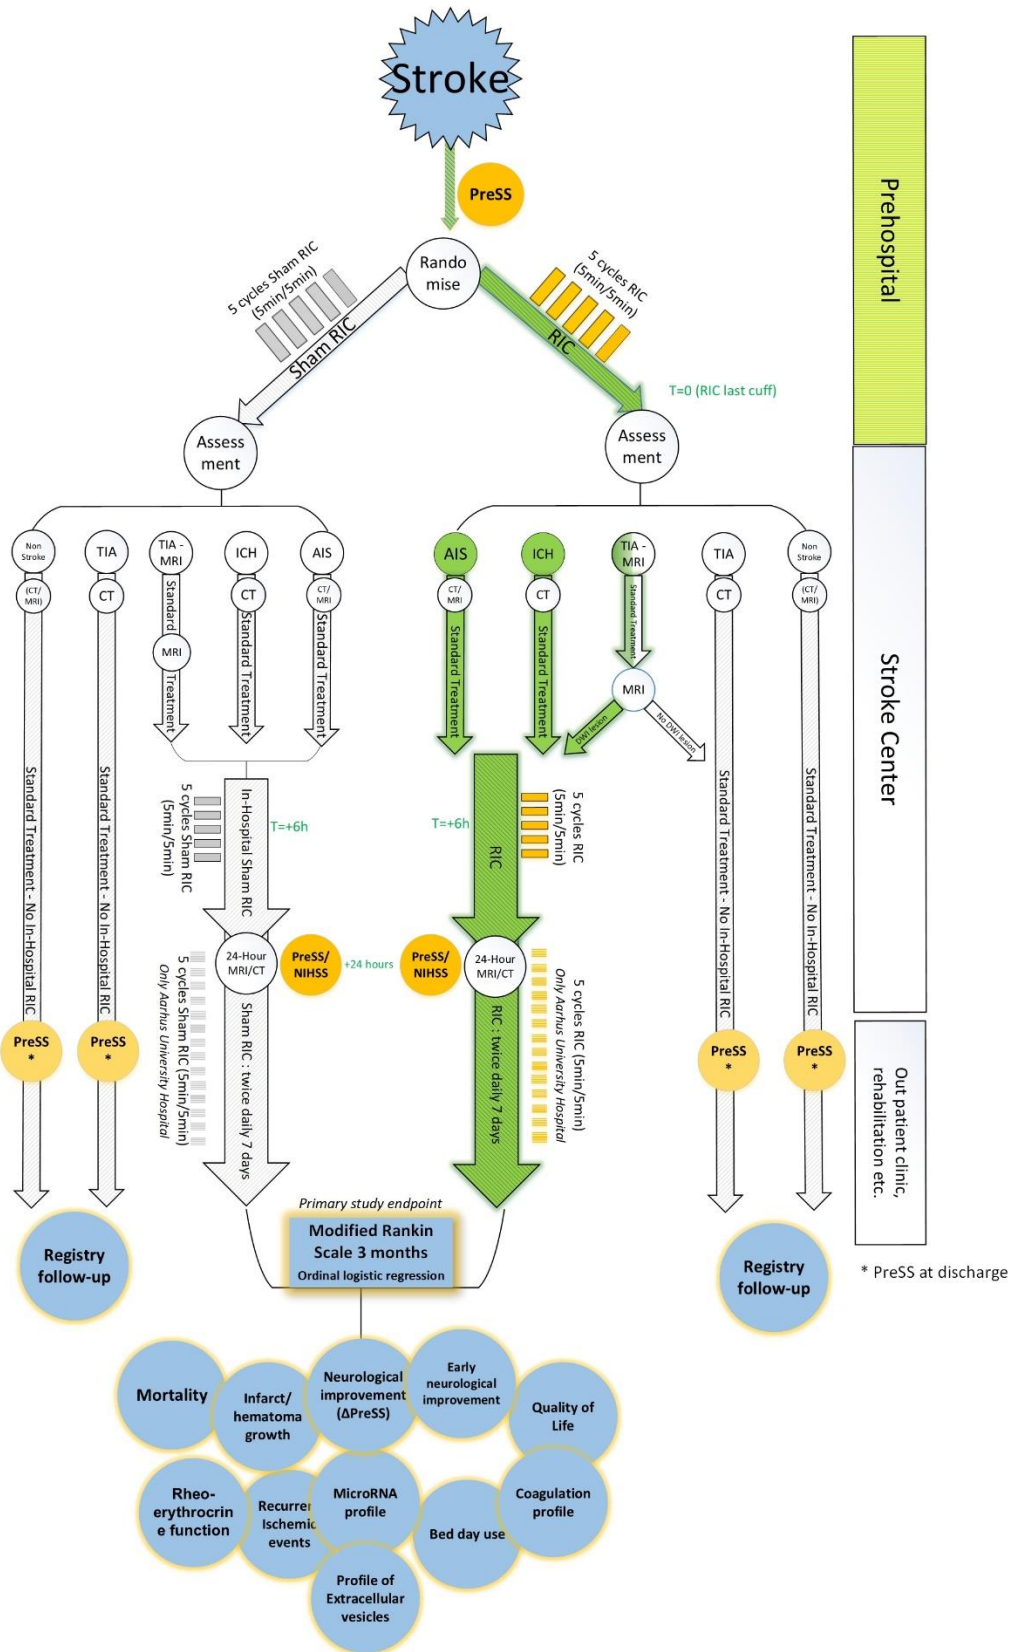 Stroke
PreSS
Rando
mise
5 cycles Sham RIC
(5min/5min)
Sham RIC
5 cycles RIC
(5min/5min)
RIC
T=0 (RIC last cuff)
Prehospital
Assess
ment
Assess
ment
Non
Stroke
TIA
TIA -
MRI
ICH
AIS
AIS
ICH
TIA -
MRI
TIA
Non
Stroke
(CT/
MRI)
CT
Standard
MRI
Treatment
CT
Standard Treatment
CT/
MRI
Standard Treatment
CT/
MRI
Standard Treatment
CT
Standard Treatment
Standard Treatment
MRI
DWI lesion
No DWI lesion
CT
(CT/
MRI)
Stroke Center
Standard Treatment - No In-Hospital RIC
Standard Treatment - No In-Hospital RIC
5 cycles Sham RIC
(5min/5min)
In-Hospital Sham RIC
T=+6h
T=+6h
RIC
5 cycles RIC
(5min/5min)
Standard Treatment - No In-Hospital RIC
Standard Treatment - No In-Hospital RIC
24-Hour
MRI/CT
PreSS/
NIHSS
+24 hours
PreSS/
NIHSS
24-Hour
MRI/CT
5 cycles Sham RIC (5min/5min)
Only Aarhus University Hospital
Sham RIC : twice daily 7 days
RIC : twice daily 7 days
5 cycles RIC (5min/5min)
Only Aarhus University Hospital
PreSS
*
PreSS
*
PreSS
*
PreSS
*
Out patient clinic,
rehabilitation etc.
Primary study endpoint
Modified Rankin
Scale 3 months
Ordinal logistic regression
Registry
follow-up
Registry
follow-up
* PreSS at discharge
Mortality
Infarct/
hematoma
growth
Neurological
improvement
(ΔPreSS)
Early
neurological
improvement
Quality of
Life
Rheo-
erythrocrin
e function
Recurren
Ischemic
events
MicroRNA
profile
Bed day use
Coagulation
profile
Profile of
Extracellular
vesicles